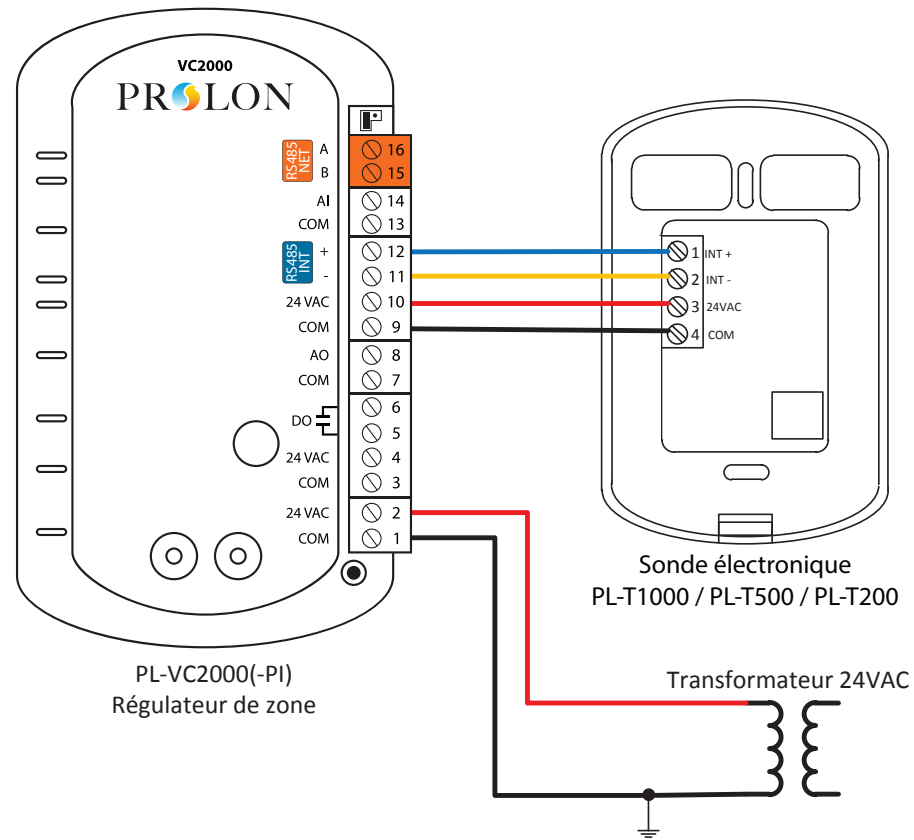 VC2000
PROLON
RS485 NET
A 16
B 15
AI 14
COM 13
RS485 INT
+ 12
- 11
24 VAC 10
COM 9
AO 8
COM 7
DO 6
5
24 VAC 4
COM 3
24 VAC 2
COM 1
PL-VC2000(-PI)
Régulateur de zone
1 INT +
2 INT -
3 24VAC
4 COM
Sonde électronique
PL-T1000 / PL-T500 / PL-T200
Transformateur 24VAC